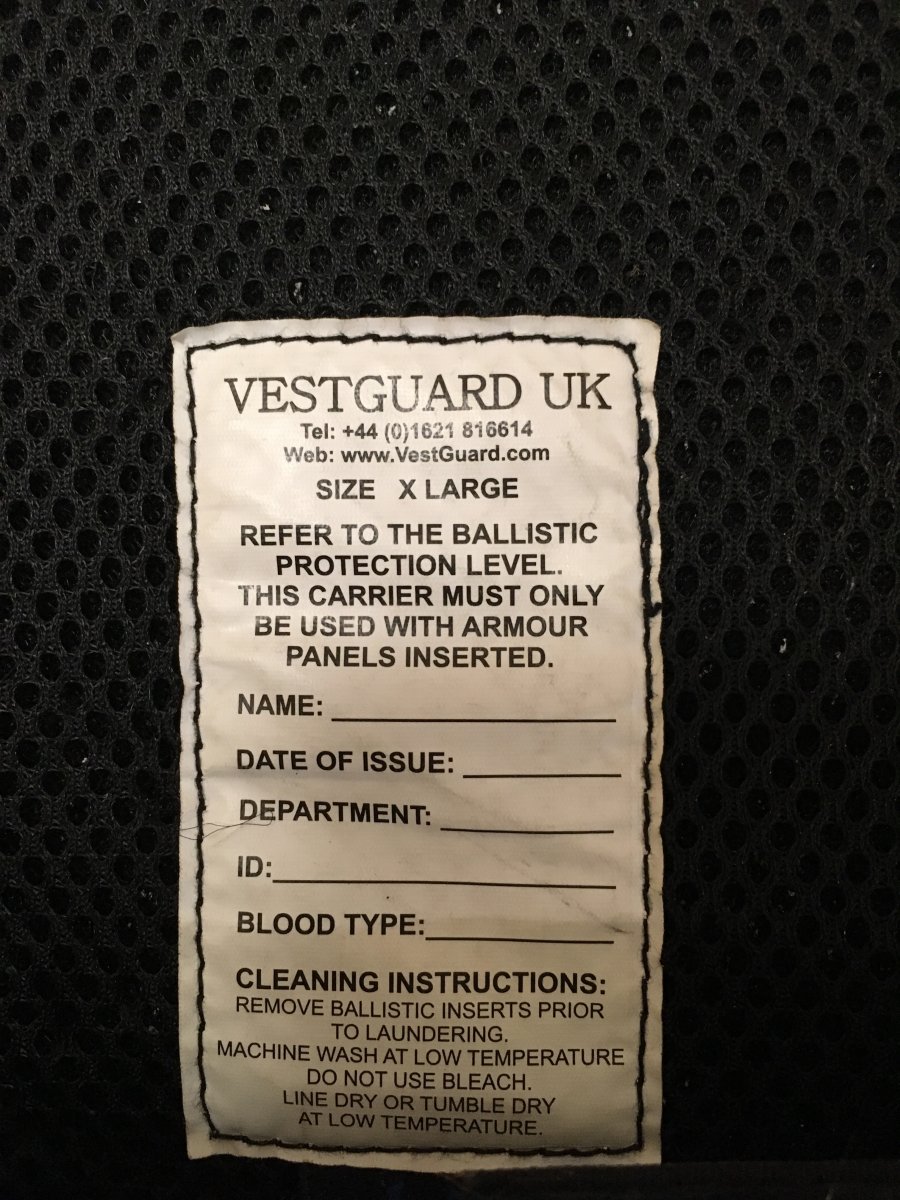 VESTGUARD UK
Tel: +44 (0)1621 816614
Web: www.VestGuard.com
SIZE X LARGE
REFER TO THE BALLISTIC
PROTECTION LEVEL.
THIS CARRIER MUST ONLY
BE USED WITH ARMOUR
PANELS INSERTED.
NAME:
DATE OF ISSUE:
DEPARTMENT:
ID:
BLOOD TYPE:
CLEANING INSTRUCTIONS:
REMOVE BALLISTIC INSERTS PRIOR
TO LAUNDERING.
MACHINE WASH AT LOW TEMPERATURE
DO NOT USE BLEACH.
LINE DRY OR TUMBLE DRY
AT LOW TEMPERATURE.